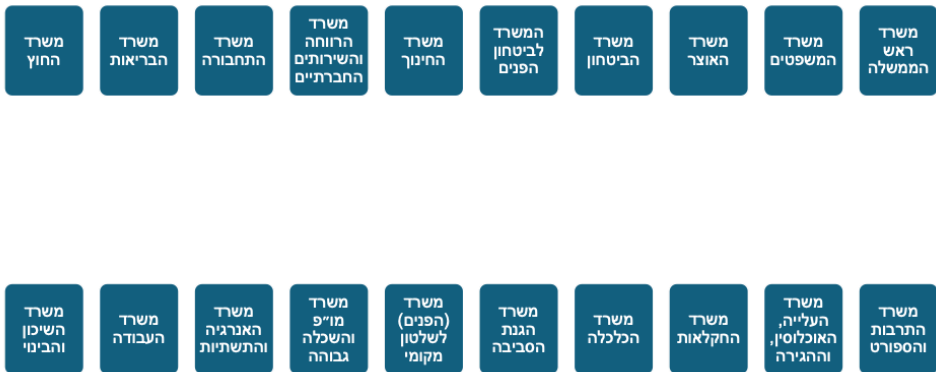 משרד
ראש
הממשלה
משרד
המשפטים
משרד
האוצר
משרד
הביטחון
המשרד
לביטחון
הפנים
משרד
החינוך
משרד
הרווחה
והשירותים
החברתיים
משרד
התחבורה
משרד
הבריאות
משרד
החוץ
משרד
התרבות
והספורט
משרד
העלייה,
האוכלוסין,
וההגירה
משרד
החקלאות
משרד
הכלכלה
משרד
הגנת
הסביבה
משרד
(הפנים)
לשלטון
מקומי
משרד
מו״פ
והשכלה
גבוהה
משרד
האנרגיה
והתשתיות
משרד
העבודה
משרד
השיכון
והבינוי